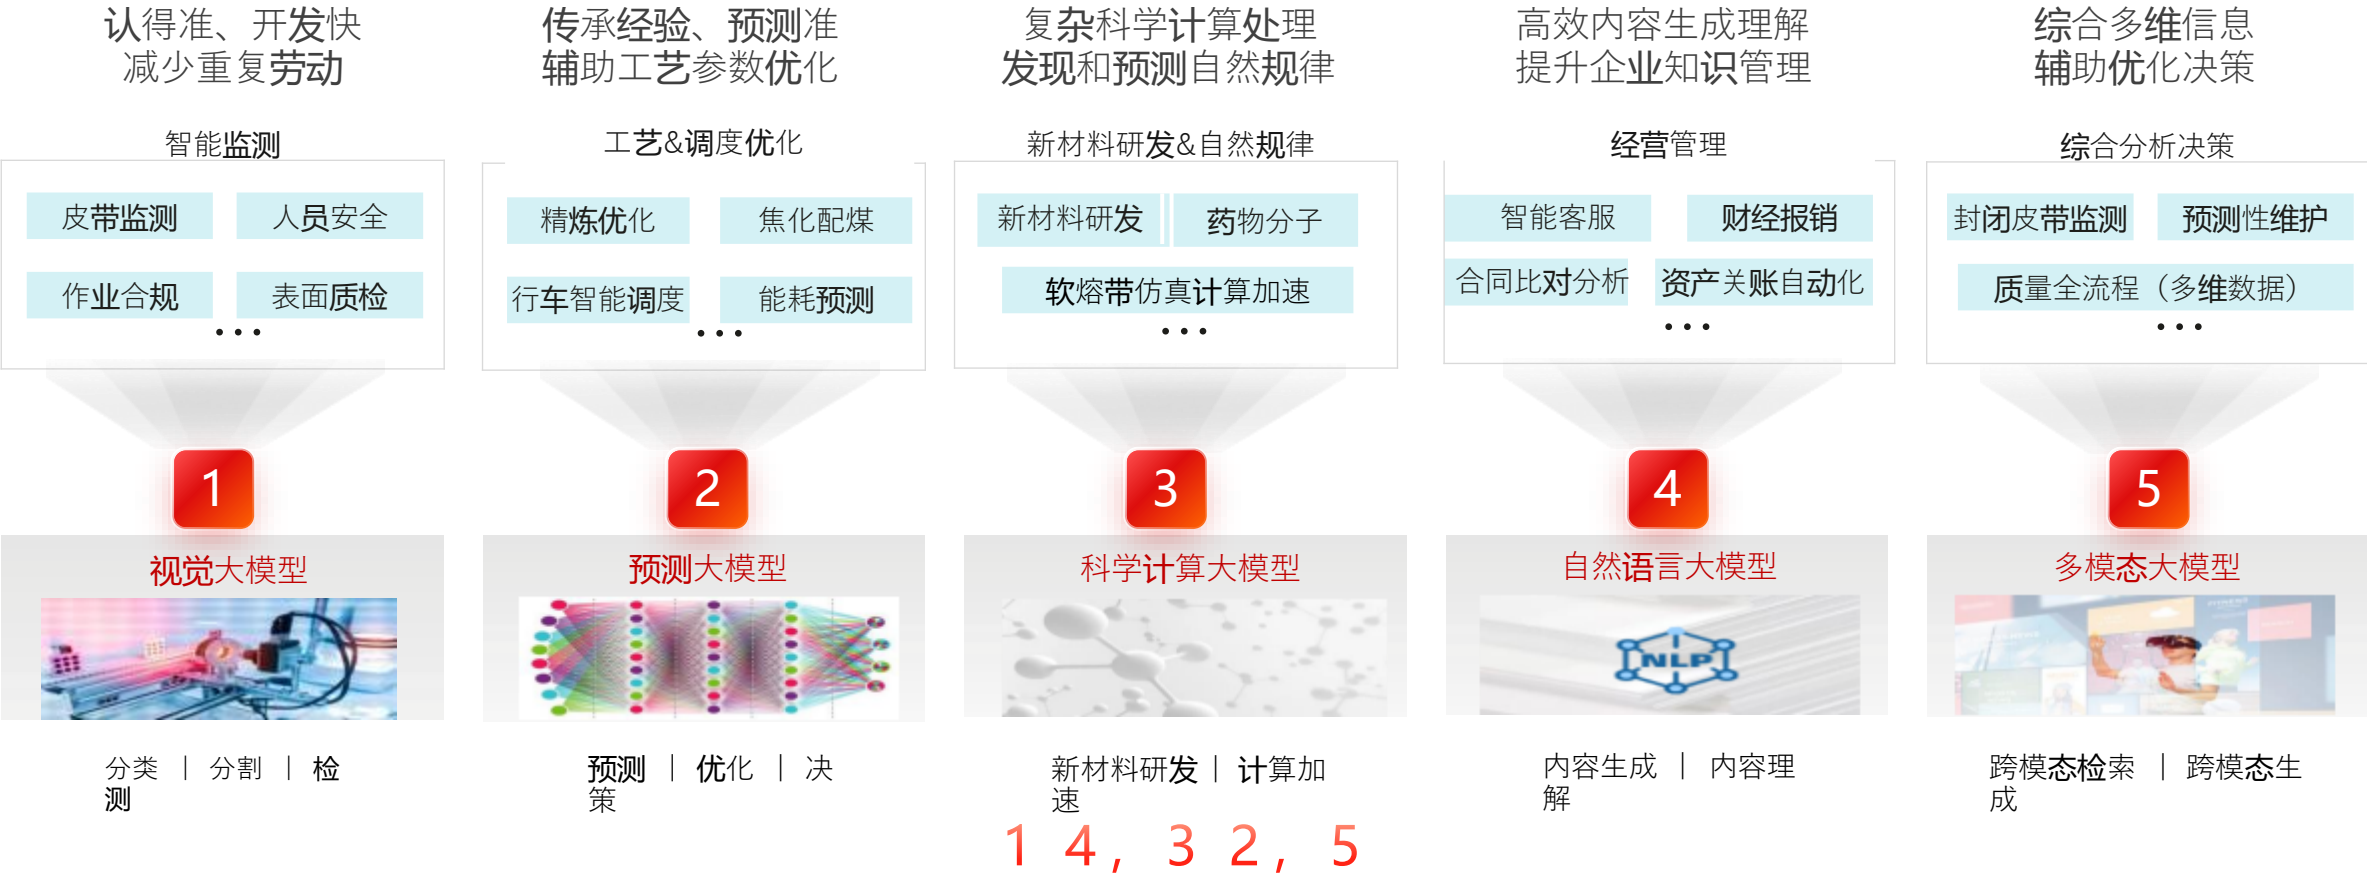 认得准、开发快
减少重复劳动
智能监测
皮带监测
人员安全
作业合规
表面质检
...
1
视觉大模型
分类 | 分割 | 检
测
传承经验、预测准
辅助工艺参数优化
工艺&调度优化
精炼优化
焦化配煤
行车智能调度
能耗预测
...
2
预测大模型
预测 | 优化 | 决
策
复杂科学计算处理
发现和预测自然规律
新材料研发&自然规律
新材料研发
药物分子
软熔带仿真计算加速
...
3
科学计算大模型
新材料研发 | 计算加
速
高效内容生成理解
提升企业知识管理
经营管理
智能客服
财经报销
合同比对分析
资产关账自动化
...
4
自然语言大模型
NLP
内容生成 | 内容理
解
综合多维信息
辅助优化决策
综合分析决策
封闭皮带监测
预测性维护
质量全流程（多维数据）
...
5
多模态大模型
跨模态检索 | 跨模态生
成
1 4, 3 2, 5